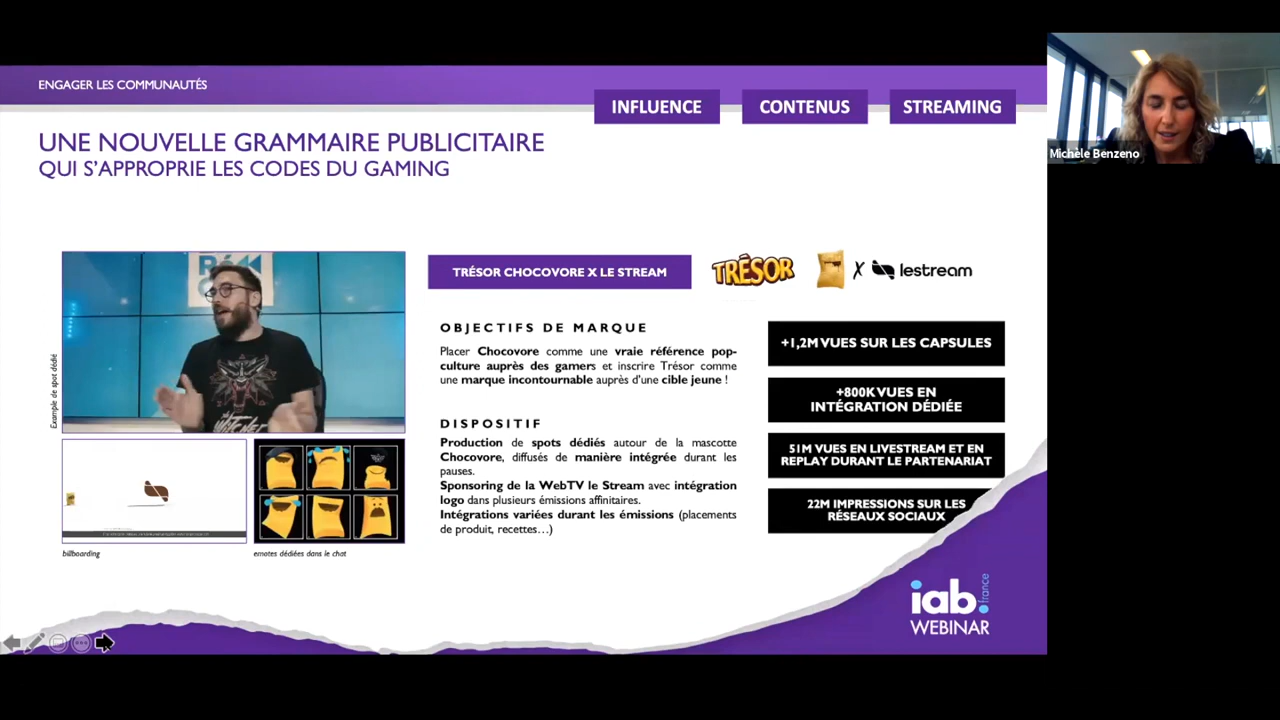 ENGAGER LES COMMUNAUTÉS
INFLUENCE
CONTENUS
STREAMING
Michèle Benzeno
UNE NOUVELLE GRAMMAIRE PUBLICITAIRE
QUI S'APPROPRIE LES CODES DU GAMING
Exemple de spot dédié
TRÉSOR CHOCOVORE X LE STREAM
TRÉSOR
X
lestream
OBJECTIFS DE MARQUE
Placer Chocovore comme une vraie référence pop-
culture auprès des gamers et inscrire Trésor comme
une marque incontournable auprès d'une cible jeune !
DISPOSITIF
Production de spots dédiés autour de la mascotte
Chocovore, diffusés de manière intégrée durant les
pauses.
Sponsoring de la WebTV le Stream avec intégration
logo dans plusieurs émissions affinitaires.
Intégrations variées durant les émissions (placements
de produit, recettes...)
+1,2M VUES SUR LES CAPSULES
+800K VUES EN
INTÉGRATION DÉDIÉE
51M VUES EN LIVESTREAM ET EN
REPLAY DURANT LE PARTENARIAT
22M IMPRESSIONS SUR LES
RÉSEAUX SOCIAUX
billboarding
emotes dédiées dans le chat
iab france
WEBINAR